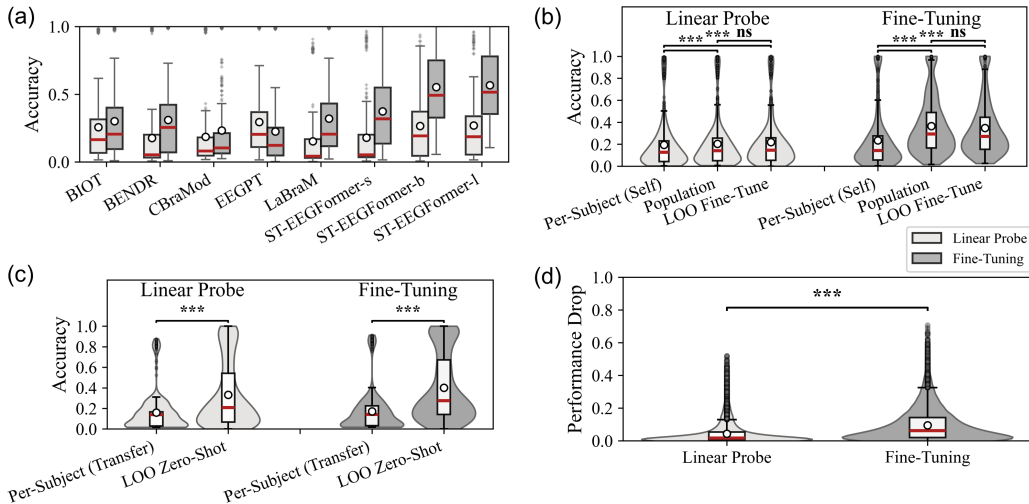 (a)
Accuracy
1.0
0.5
0.0
BIOT
BENDR
CBraMod
EEGPT
LaBraM
ST-EEGFormer-s
ST-EEGFormer-b
ST-EEGFormer-l
(b)
Linear Probe
Fine-Tuning
*** *** ns
*** *** ns
Accuracy
1.0
0.8
0.6
0.4
0.2
0.0
Per-Subject (Self)
Population
LOO Fine-Tune
Per-Subject (Self)
Population
LOO Fine-Tune
Linear Probe
Fine-Tuning
(c)
Linear Probe
Fine-Tuning
***
***
Accuracy
1.0
0.8
0.6
0.4
0.2
0.0
Per-Subject (Transfer)
LOO Zero-Shot
Per-Subject (Transfer)
LOO Zero-Shot
(d)
***
Performance Drop
1.0
0.8
0.6
0.4
0.2
0.0
Linear Probe
Fine-Tuning